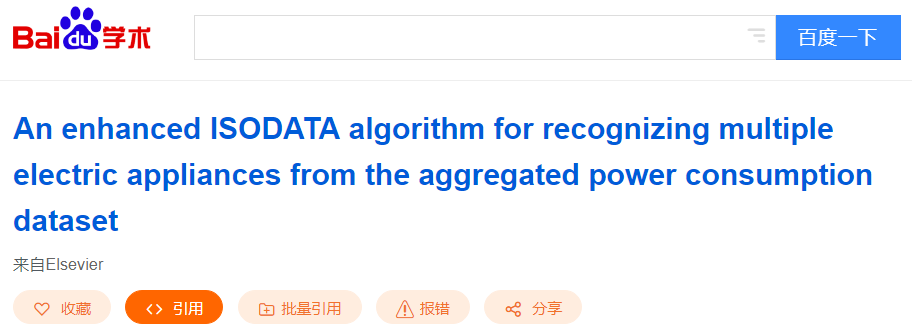 Bai du 学术
百度一下
An enhanced ISODATA algorithm for recognizing multiple
electric appliances from the aggregated power consumption
dataset
来自Elsevier
收藏 引用 批量引用 报错 分享